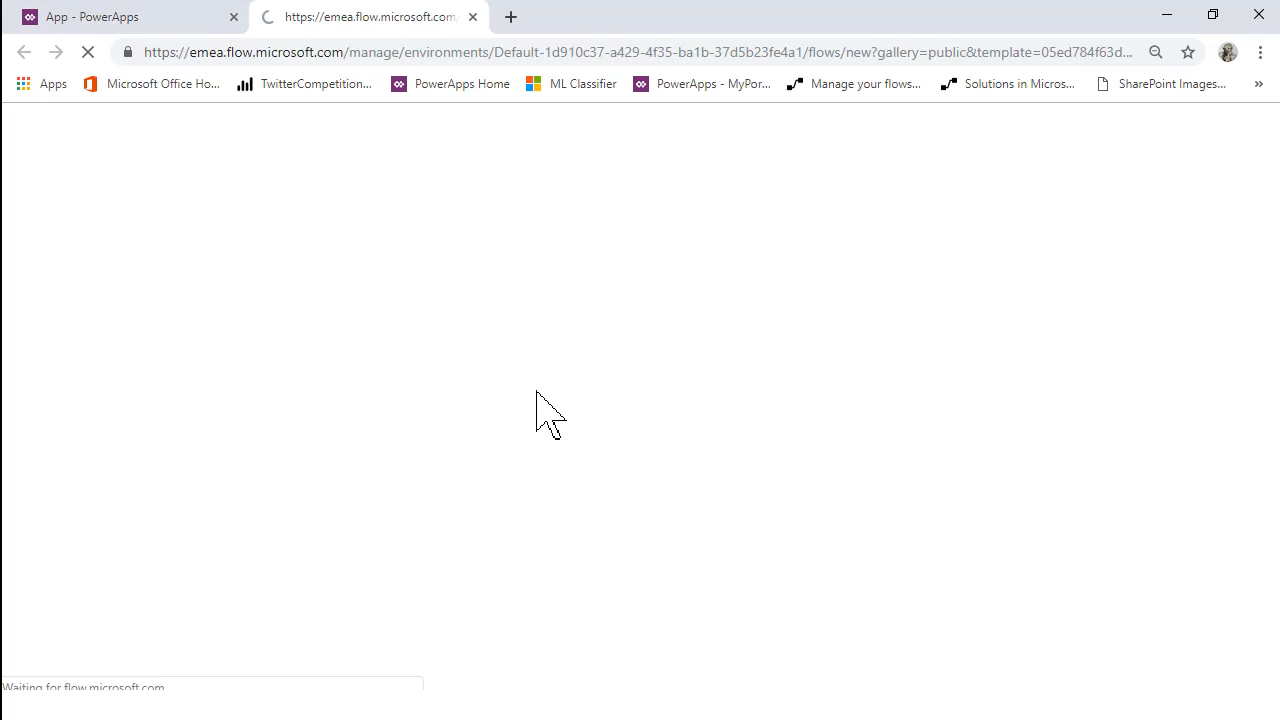 App - PowerApps
https://emea.flow.microsoft.com/
https://emea.flow.microsoft.com/manage/environments/Default-1d910c37-a429-4f35-ba1b-37d5b23fe4a1/flows/new?gallery=public&template=05ed784f63d...
Apps
Microsoft Office Ho...
TwitterCompetition...
PowerApps Home
ML Classifier
PowerApps - MyPor...
Manage your flows...
Solutions in Micros...
SharePoint Images...
Waiting for flow.microsoft.com